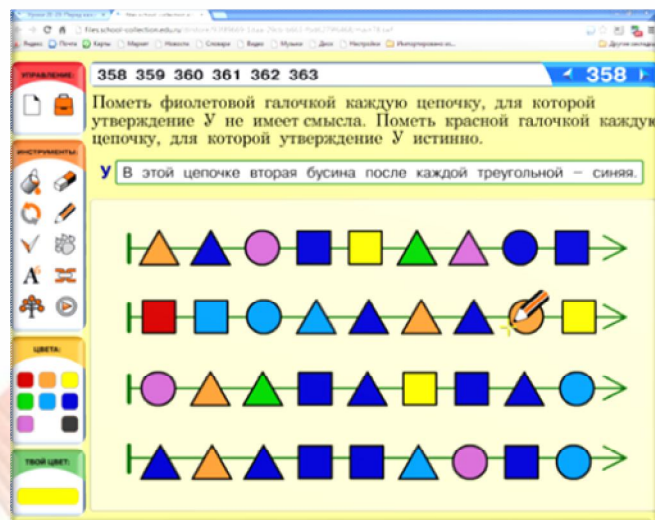 УПРАВЛЕНИЕ:
358 359 360 361 362 363
358
Пометь фиолетовой галочкой каждую цепочку, для которой
утверждение У не имеет смысла. Пометь красной галочкой каждую
цепочку, для которой утверждение У истинно.
ИНСТРУМЕНТЫ:
У В этой цепочке вторая бусина после каждой треугольной – синяя.
ЦВЕТА:
ТВОЙ ЦВЕТ: